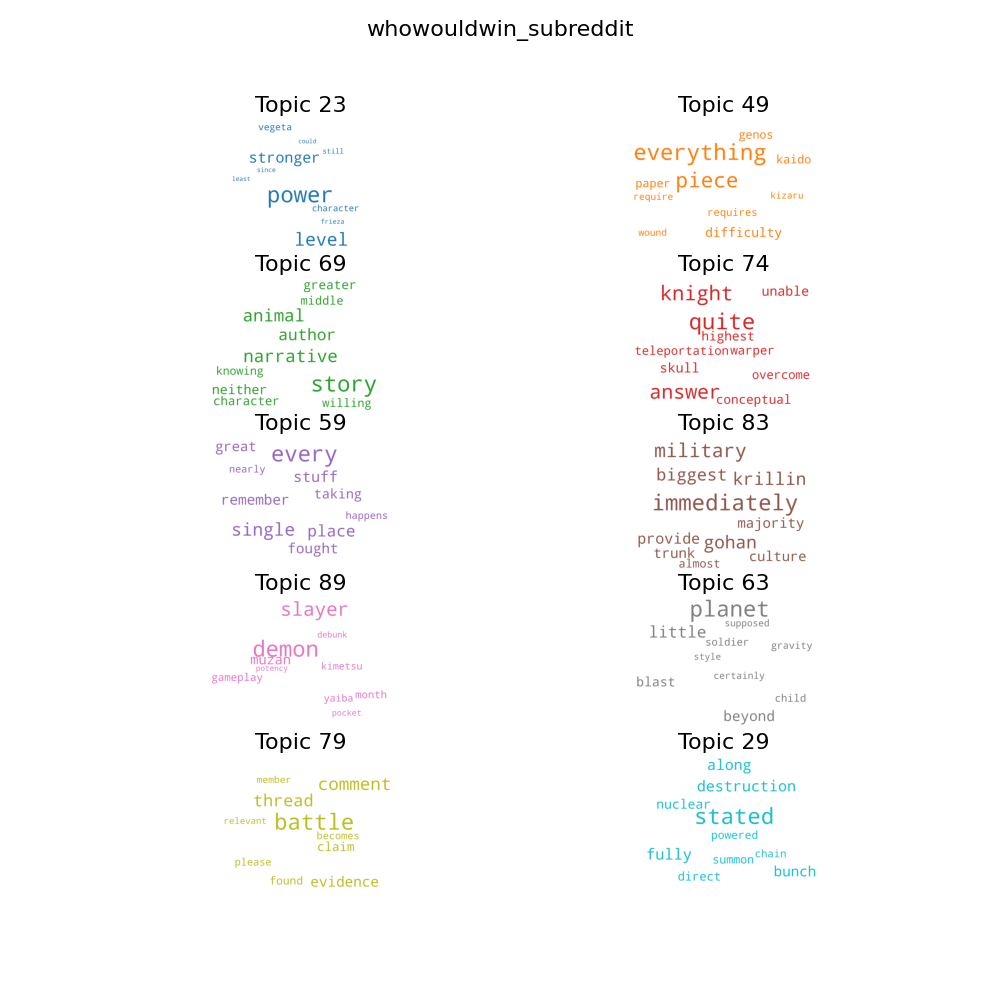 whowouldwin_subreddit
Topic 23
vegeta
could
stronger still
since
least
power
character
frieza
level
Topic 49
genos
everything
kaido
paper piece
require kizaru
requires
wound difficulty
Topic 69
greater
middle
animal
author
narrative
knowing
neither story
character willing
Topic 74
knight unable
quite
highest
teleportation warper
skull
overcome
answer
conceptual
Topic 59
great every
nearly
stuff
remember taking
happens
single place
fought
Topic 83
military
biggest krillin
immediately
majority
provide gohan
trunk culture
almost
Topic 89
slayer
debunk
demon
muzan
potency kimetsu
gameplay
yaiba month
pocket
Topic 63
planet
supposed
little
soldier gravity
style
certainly
blast
child
beyond
Topic 79
member comment
thread
relevant battle
becomes
claim
please
found evidence
Topic 29
along
destruction
nuclear
stated
powered
fully summon chain
direct bunch